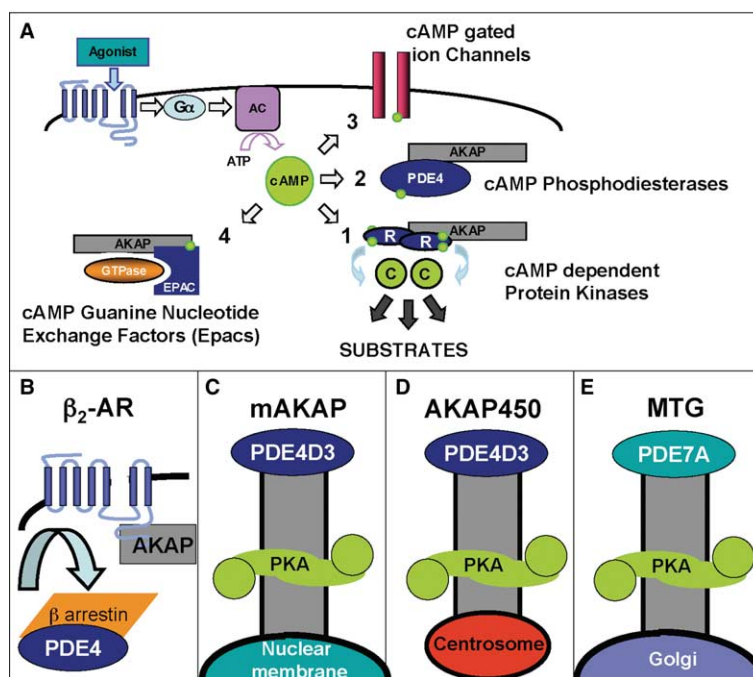 A
Agonist
Gα
AC
ATP
cAMP
cAMP gated
ion Channels
3
AKAP
2
PDE4
cAMP Phosphodiesterases
4
AKAP
GTPase
EPAC
cAMP Guanine Nucleotide
Exchange Factors (Epacs)
1
AKAP
R
R
C
C
cAMP dependent
Protein Kinases
SUBSTRATES
B
β2-AR
AKAP
β arrestin
PDE4
C
mAKAP
PDE4D3
PKA
Nuclear
membrane
D
AKAP450
PDE4D3
PKA
Centrosome
E
MTG
PDE7A
PKA
Golgi